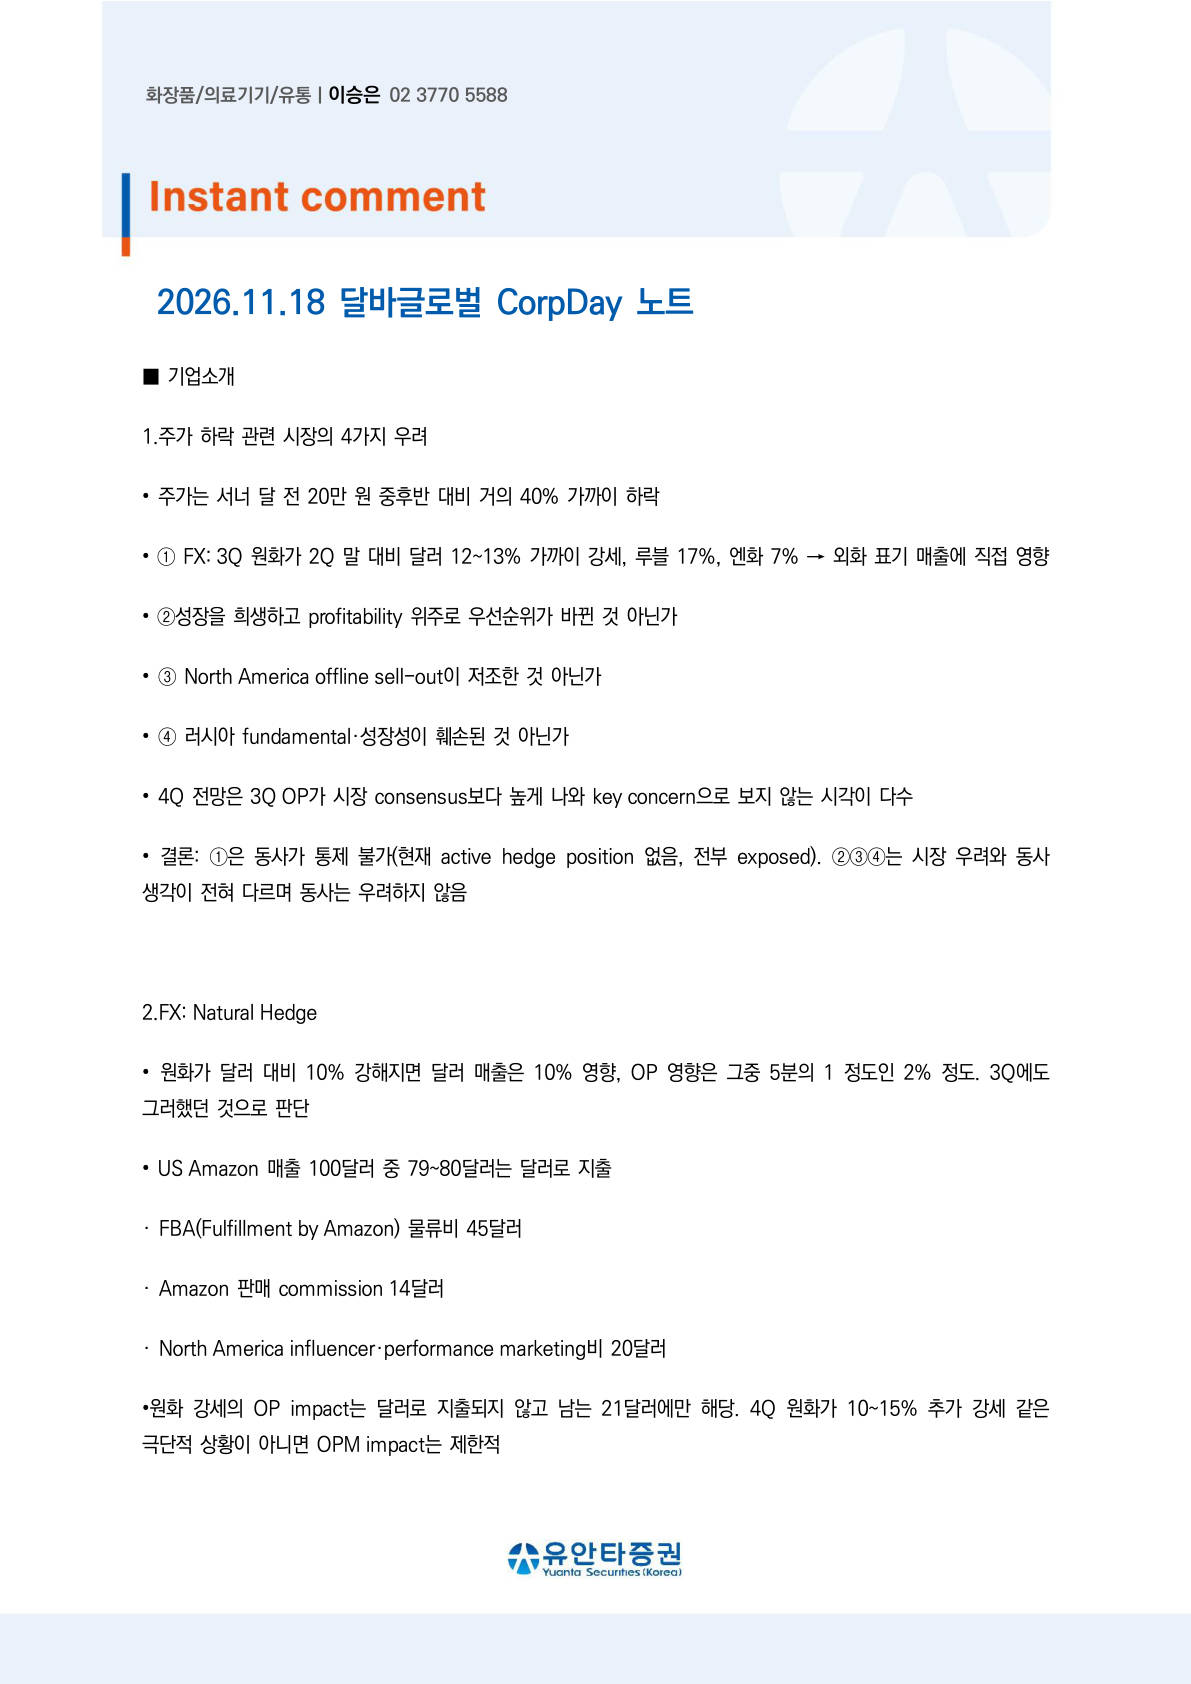 화장품/의료기기/유통 | 이승은 02 3770 5588
Instant comment
2026.11.18 달바글로벌 CorpDay 노트
■ 기업소개
1.주가 하락 관련 시장의 4가지 우려
• 주가는 서너 달 전 20만 원 중후반 대비 거의 40% 가까이 하락
• ① FX: 3Q 원화가 2Q 말 대비 달러 12~13% 가까이 강세, 루블 17%, 엔화 7% → 외화 표기 매출에 직접 영향
• ②성장을 희생하고 profitability 위주로 우선순위가 바뀐 것 아닌가
• ③ North America offline sell-out이 저조한 것 아닌가
• ④ 러시아 fundamental·성장성이 훼손된 것 아닌가
• 4Q 전망은 3Q OP가 시장 consensus보다 높게 나와 key concern으로 보지 않는 시각이 다수
• 결론: ①은 동사가 통제 불가(현재 active hedge position 없음, 전부 exposed). ②③④는 시장 우려와 동사
생각이 전혀 다르며 동사는 우려하지 않음
2.FX: Natural Hedge
• 원화가 달러 대비 10% 강해지면 달러 매출은 10% 영향, OP 영향은 그중 5분의 1 정도인 2% 정도. 3Q에도
그러했던 것으로 판단
• US Amazon 매출 100달러 중 79~80달러는 달러로 지출
· FBA(Fulfillment by Amazon) 물류비 45달러
· Amazon 판매 commission 14달러
· North America influencer·performance marketing비 20달러
•원화 강세의 OP impact는 달러로 지출되지 않고 남는 21달러에만 해당. 4Q 원화가 10~15% 추가 강세 같은
극단적 상황이 아니면 OPM impact는 제한적
유안타증권
Yuanta Securities (Korea)